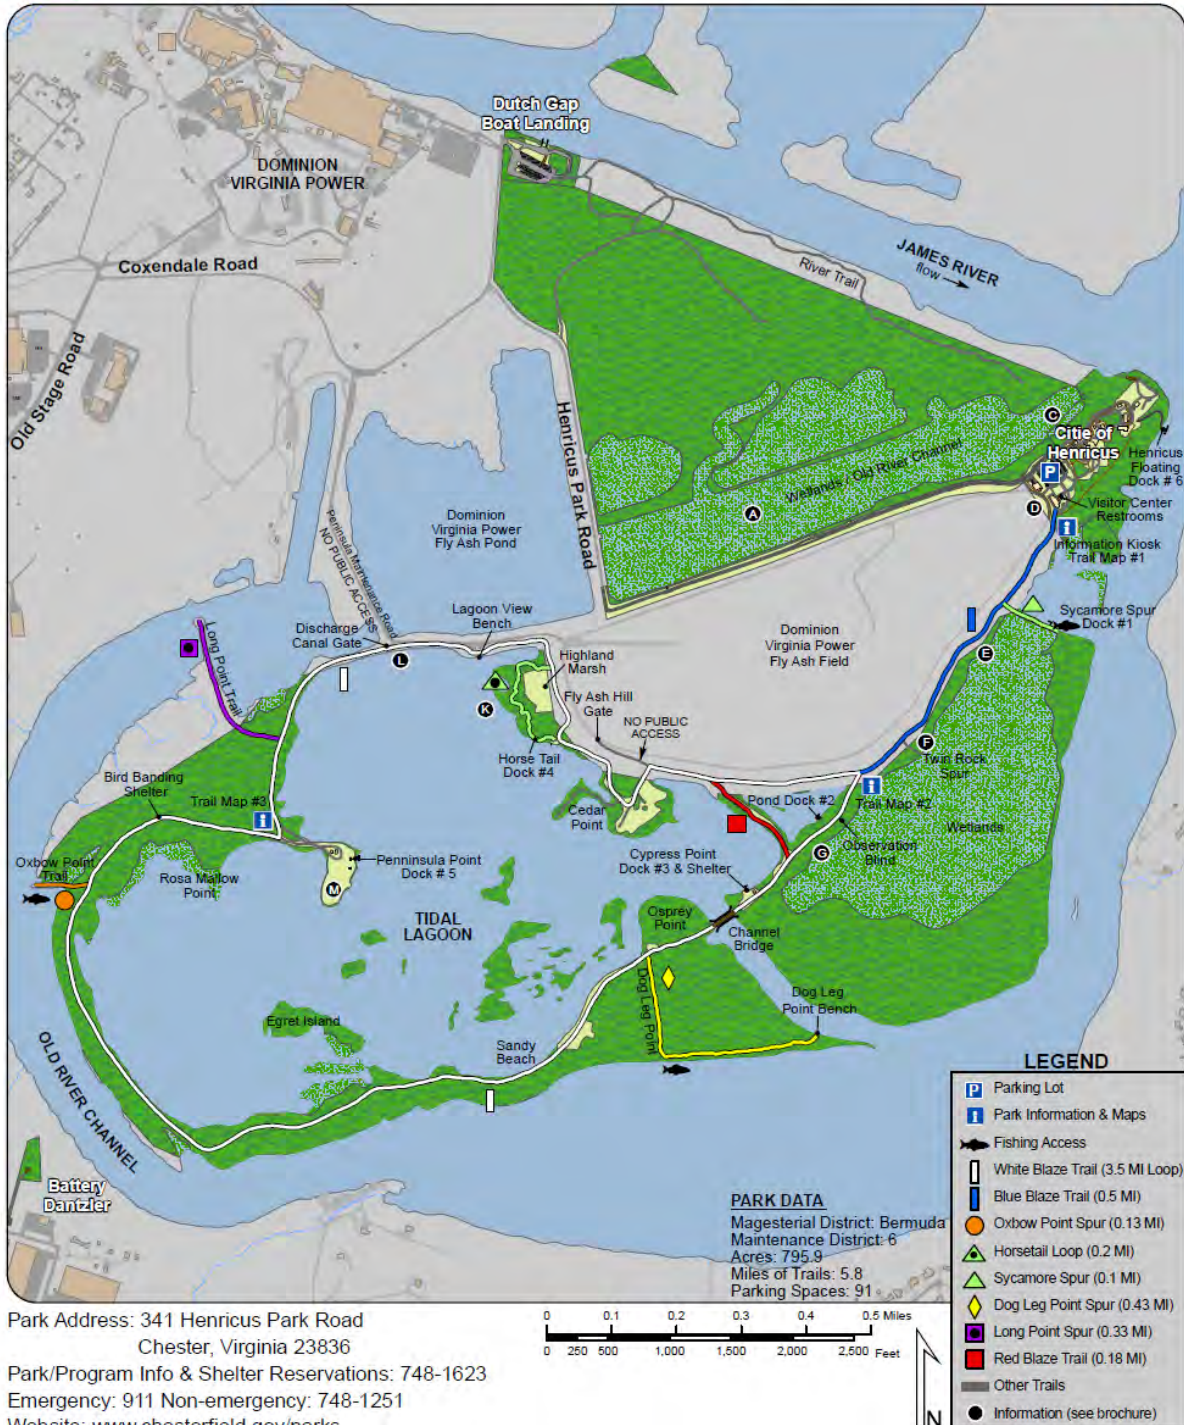 Dutch Gap
Boat Landing
DOMINION
VIRGINIA POWER
Coxendale Road
Old Stage Road
JAMES RIVER
flow
River Trail
Henricus Park Road
Wetlands / Old River Channel
C
Citie of
Henricus
P
Henricus
Floating
Dock # 6
A
D
Visitor Center
Restrooms
Information Kiosk
Trail Map #1
Dominion
Virginia Power
Fly Ash Pond
Peninsula Maintenance Road
NO PUBLIC ACCESS
Lagoon View
Bench
Discharge
Canal Gate
L
Long Point Trail
Sycamore Spur
Dock #1
Dominion
Virginia Power
Fly Ash Field
E
Highland
Marsh
K
Fly Ash Hill
Gate
NO PUBLIC
ACCESS
F
Twin Rock
Spur
Horse Tail
Dock #4
Bird Banding
Shelter
Trail Map #3
Cedar
Point
Pond Dock #2
Trail Map #2
Wetlands
Observation
Blind
G
Cypress Point
Dock #3 & Shelter
Oxbow Point
Trail
Rosa Mallow
Point
Penninsula Point
Dock # 5
M
TIDAL
LAGOON
Osprey
Point
Channel
Bridge
Dog Leg Point
Dog Leg
Point Bench
Egret Island
Sandy
Beach
OLD RIVER CHANNEL
Battery
Dantzler
LEGEND
P Parking Lot
i Park Information & Maps
Fishing Access
White Blaze Trail (3.5 MI Loop)
Blue Blaze Trail (0.5 MI)
Oxbow Point Spur (0.13 MI)
Horsetail Loop (0.2 MI)
Sycamore Spur (0.1 MI)
Dog Leg Point Spur (0.43 MI)
Long Point Spur (0.33 MI)
Red Blaze Trail (0.18 MI)
Other Trails
Information (see brochure)
PARK DATA
Magesterial District: Bermuda
Maintenance District: 6
Acres: 795.9
Miles of Trails: 5.8
Parking Spaces: 91
0 0.1 0.2 0.3 0.4 0.5 Miles
0 250 500 1,000 1,500 2,000 2,500 Feet
N
Park Address: 341 Henricus Park Road
Chester, Virginia 23836
Park/Program Info & Shelter Reservations: 748-1623
Emergency: 911 Non-emergency: 748-1251
Website: www.chesterfield.gov/parks